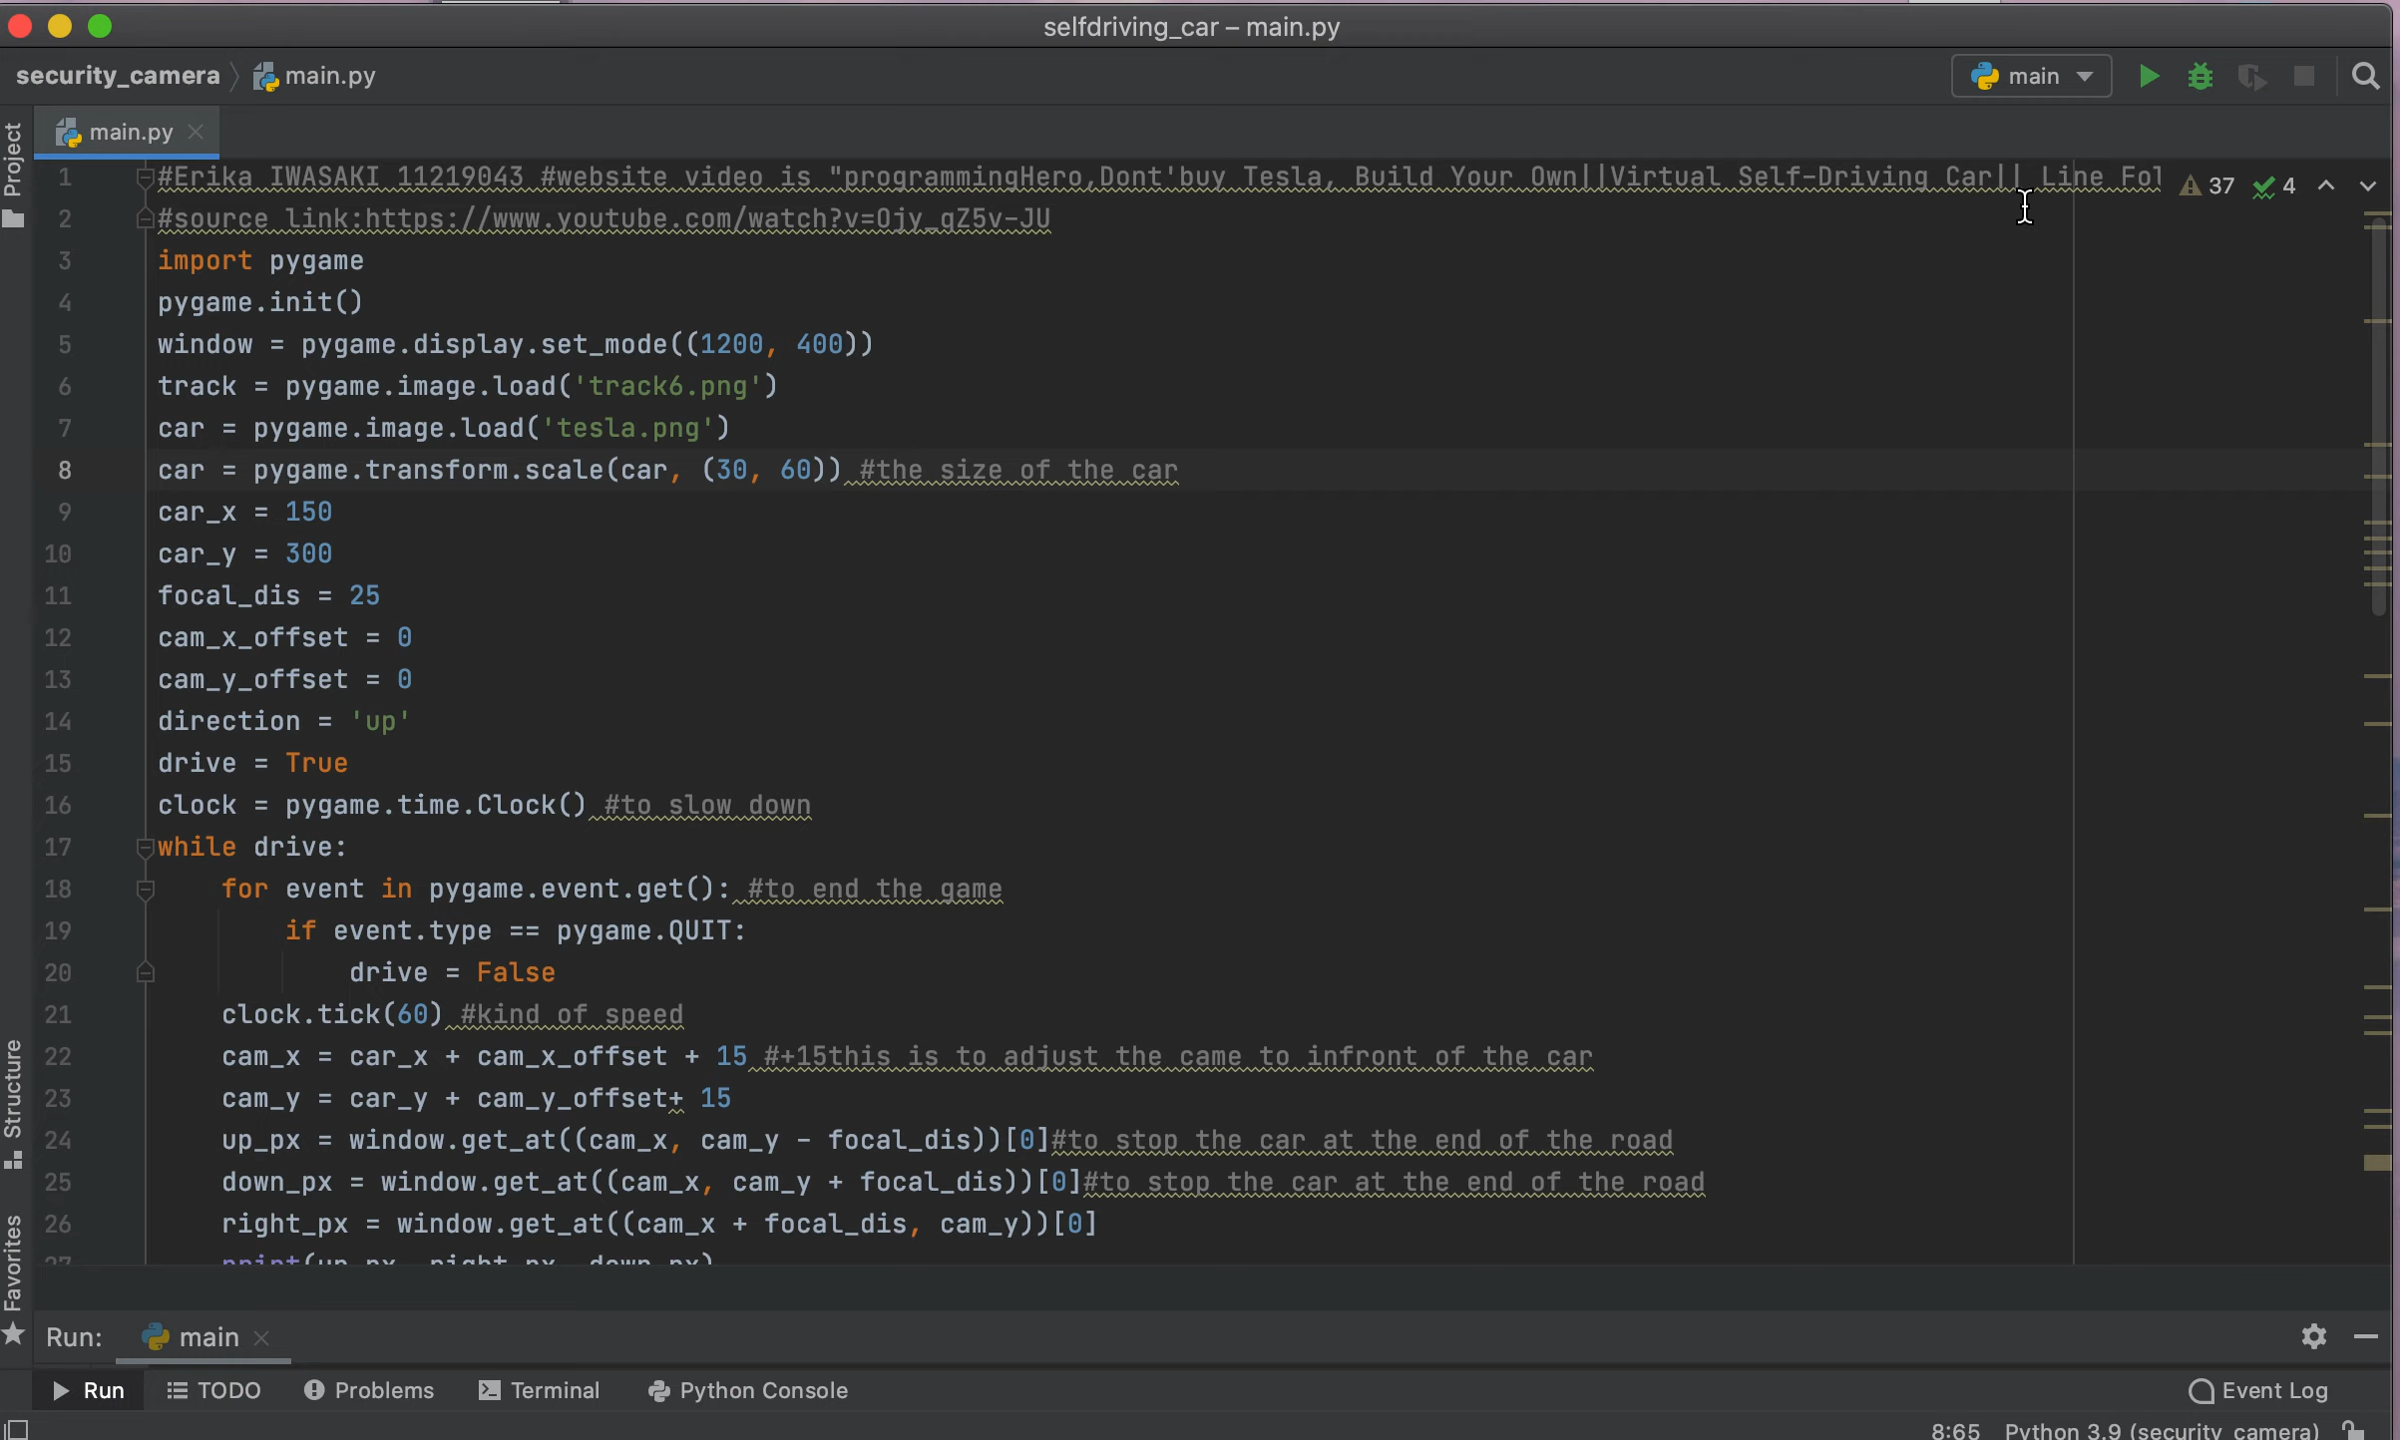 selfdriving_car – main.py
security_camera
main.py
main
Project
main.py
37
4
1 #Erika IWASAKI 11219043 #website video is "programmingHero,Dont'buy Tesla, Build Your Own||Virtual Self-Driving Car|| Line Fol
2 #source link:https://www.youtube.com/watch?v=Ojy_qZ5v-JU
3 import pygame
4 pygame.init()
5 window = pygame.display.set_mode((1200, 400))
6 track = pygame.image.load('track6.png')
7 car = pygame.image.load('tesla.png')
8 car = pygame.transform.scale(car, (30, 60)) #the size of the car
9 car_x = 150
10 car_y = 300
11 focal_dis = 25
12 cam_x_offset = 0
13 cam_y_offset = 0
14 direction = 'up'
15 drive = True
16 clock = pygame.time.Clock() #to slow down
17 while drive:
18 for event in pygame.event.get(): #to end the game
19 if event.type == pygame.QUIT:
20 drive = False
21 clock.tick(60) #kind of speed
22 cam_x = car_x + cam_x_offset + 15 #+15this is to adjust the came to infront of the car
23 cam_y = car_y + cam_y_offset+ 15
24 up_px = window.get_at((cam_x, cam_y - focal_dis))[0]#to stop the car at the end of the road
25 down_px = window.get_at((cam_x, cam_y + focal_dis))[0]#to stop the car at the end of the road
26 right_px = window.get_at((cam_x + focal_dis, cam_y))[0]
27 print(up_px, right_px, down_px)
Structure
Favorites
Run: main
Run TODO Problems Terminal Python Console Event Log
8:65 Python 3.9 (security_camera)